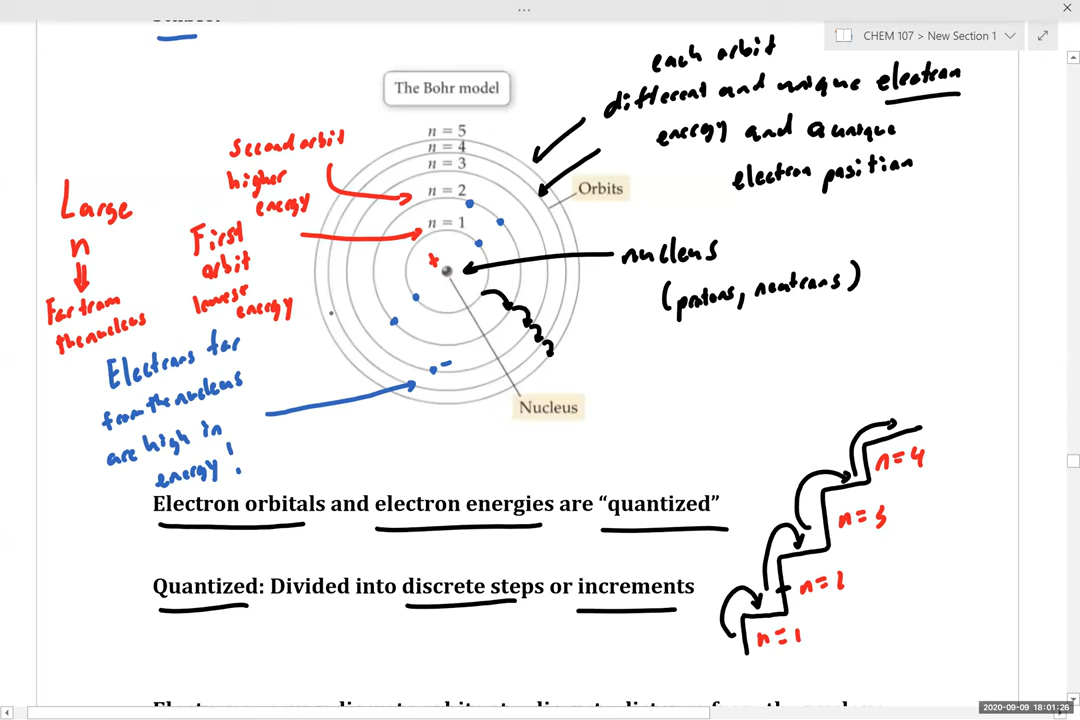 CHEM 107 > New Section 1
The Bohr model
n = 5
n = 4
n = 3
n = 2
n = 1
Orbits
Nucleus
each orbit
different and unique electron
energy and a unique
electron position
nucleus
(protons, neutrons)
Second orbit
higher
energy
First
orbit
lowest
energy
Large
n
Far from
the nucleus
Electrons far
from the nucleus
are high in
energy!
+
-
n=4
n=3
n=2
n=1
Electron orbitals and electron energies are “quantized”
Quantized: Divided into discrete steps or increments
2020-09-09 18:01:26